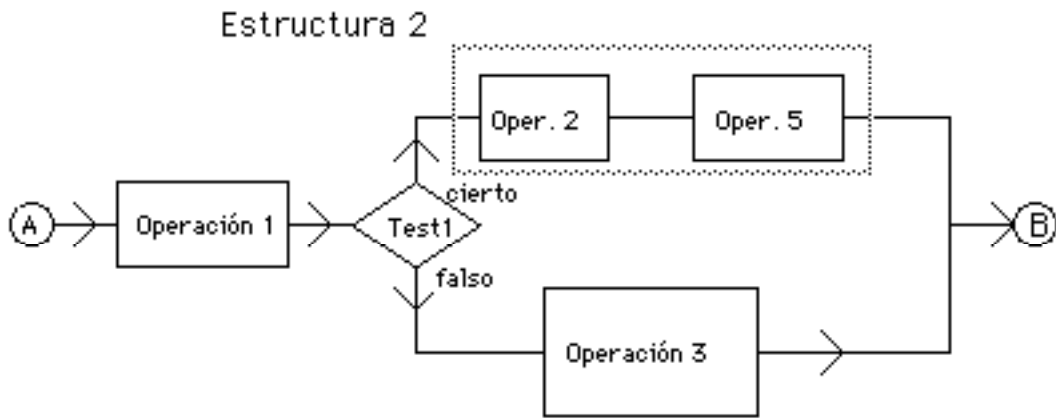 Estructura 2
Oper. 2
Oper. 5
cierto
A
Operación 1
Test1
B
falso
Operación 3